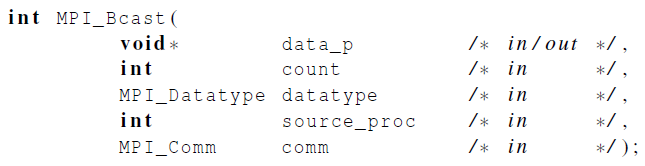 int MPI_Bcast(
void* data_p /* in/out */,
int count /* in */,
MPI_Datatype datatype /* in */,
int source_proc /* in */,
MPI_Comm comm /* in */);